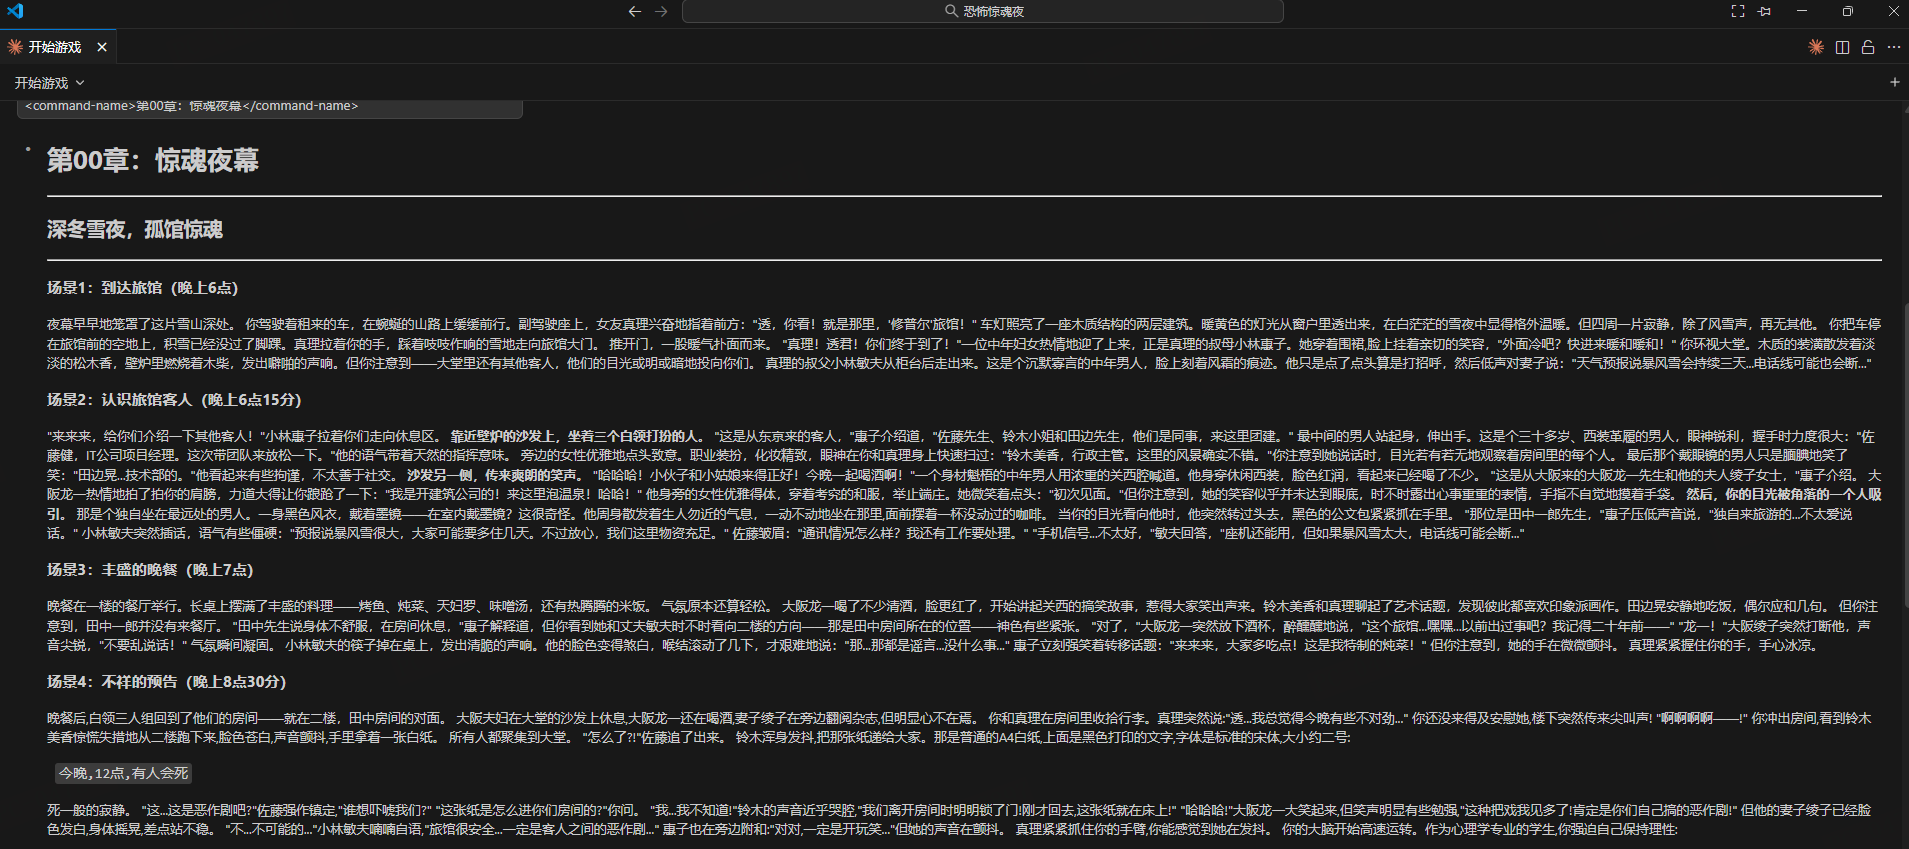 恐怖惊魂夜
开始游戏
开始游戏
<command-name>第00章：惊魂夜幕</command-name>
第00章：惊魂夜幕
深冬雪夜，孤馆惊魂
场景1：到达旅馆（晚上6点）
夜幕早早地笼罩了这片雪山深处。 你驾驶着租来的车，在蜿蜒的山路上缓缓前行。副驾驶座上，女友真理兴奋地指着前方："透，你看！就是那里，'修普尔'旅馆！" 车灯照亮了一座木质结构的两层建筑。暖黄色的灯光从窗户里透出来，在白茫茫的雪夜中显得格外温暖。但四周一片寂静，除了风雪声，再无其他。 你把车停
在旅馆前的空地上，积雪已经没过了脚踝。真理拉着你的手，踩着吱吱作响的雪地走向旅馆大门。 推开门，一股暖气扑面而来。 "真理！透君！你们终于到了！"一位中年妇女热情地迎了上来，正是真理的叔母小林惠子。她穿着围裙,脸上挂着亲切的笑容，"外面冷吧？快进来暖和暖和！" 你环视大堂。木质的装潢散发着淡
淡的松木香，壁炉里燃烧着木柴，发出噼啪的声响。但你注意到——大堂里还有其他客人，他们的目光或明或暗地投向你们。 真理的叔父小林敏夫从柜台后走出来。这是个沉默寡言的中年男人，脸上刻着风霜的痕迹。他只是点了点头算是打招呼，然后低声对妻子说："天气预报说暴风雪会持续三天...电话线可能也会断..."
场景2：认识旅馆客人（晚上6点15分）
"来来来，给你们介绍一下其他客人！"小林惠子拉着你们走向休息区。 靠近壁炉的沙发上，坐着三个白领打扮的人。 "这是从东京来的客人，"惠子介绍道，"佐藤先生、铃木小姐和田边先生，他们是同事，来这里团建。" 最中间的男人站起身，伸出手。这是个三十多岁、西装革履的男人，眼神锐利，握手时力度很大："佐
藤健，IT公司项目经理。这次带团队来放松一下。"他的语气带着天然的指挥意味。 旁边的女性优雅地点头致意。职业装扮，化妆精致，眼神在你和真理身上快速扫过："铃木美香，行政主管。这里的风景确实不错。"你注意到她说话时，目光若有若无地观察着房间里的每个人。 最后那个戴眼镜的男人只是腼腆地笑了
笑："田边晃...技术部的。"他看起来有些拘谨，不太善于社交。 沙发另一侧，传来爽朗的笑声。 "哈哈哈！小伙子和小姑娘来得正好！今晚一起喝酒啊！"一个身材魁梧的中年男人用浓重的关西腔喊道。他身穿休闲西装，脸色红润，看起来已经喝了不少。 "这是从大阪来的大阪龙一先生和他的夫人绫子女士，"惠子介绍。 大
阪龙一热情地拍了拍你的肩膀，力道大得让你踉跄了一下："我是开建筑公司的！来这里泡温泉！哈哈！" 他身旁的女性优雅得体，穿着考究的和服，举止端庄。她微笑着点头："初次见面。"但你注意到，她的笑容似乎并未达到眼底，时不时露出心事重重的表情，手指不自觉地摸着手袋。 然后，你的目光被角落的一个人吸
引。 那是个独自坐在最远处的男人。一身黑色风衣，戴着墨镜——在室内戴墨镜？这很奇怪。他周身散发着生人勿近的气息，一动不动地坐在那里,面前摆着一杯没动过的咖啡。 当你的目光看向他时，他突然转过头去，黑色的公文包紧紧抓在手里。 "那位是田中一郎先生，"惠子压低声音说，"独自来旅游的...不太爱说
话。" 小林敏夫突然插话，语气有些僵硬："预报说暴风雪很大，大家可能要多住几天。不过放心，我们这里物资充足。" 佐藤皱眉："通讯情况怎么样？我还有工作要处理。" "手机信号...不太好，"敏夫回答，"座机还能用，但如果暴风雪太大，电话线可能会断..."
场景3：丰盛的晚餐（晚上7点）
晚餐在一楼的餐厅举行。长桌上摆满了丰盛的料理——烤鱼、炖菜、天妇罗、味噌汤，还有热腾腾的米饭。 气氛原本还算轻松。 大阪龙一喝了不少清酒，脸更红了，开始讲起关西的搞笑故事，惹得大家笑出声来。铃木美香和真理聊起了艺术话题，发现彼此都喜欢印象派画作。田边晃安静地吃饭，偶尔应和几句。 但你注
意到，田中一郎并没有来餐厅。 "田中先生说身体不舒服，在房间休息，"惠子解释道，但你看到她和丈夫敏夫时不时看向二楼的方向——那是田中房间所在的位置——神色有些紧张。 "对了，"大阪龙一突然放下酒杯，醉醺醺地说，"这个旅馆...嘿嘿...以前出过事吧？我记得二十年前——" "龙一！"大阪绫子突然打断他，声
音尖锐，"不要乱说话！" 气氛瞬间凝固。 小林敏夫的筷子掉在桌上，发出清脆的声响。他的脸色变得煞白，喉结滚动了几下，才艰难地说："那...那都是谣言...没什么事..." 惠子立刻强笑着转移话题："来来来，大家多吃点！这是我特制的炖菜！" 但你注意到，她的手在微微颤抖。 真理紧紧握住你的手，手心冰凉。
场景4：不祥的预告（晚上8点30分）
晚餐后,白领三人组回到了他们的房间——就在二楼，田中房间的对面。 大阪夫妇在大堂的沙发上休息,大阪龙一还在喝酒,妻子绫子在旁边翻阅杂志,但明显心不在焉。 你和真理在房间里收拾行李。真理突然说:"透...我总觉得今晚有些不对劲..." 你还没来得及安慰她,楼下突然传来尖叫声! "啊啊啊啊——!" 你冲出房间,看到铃木
美香惊慌失措地从二楼跑下来,脸色苍白,声音颤抖,手里拿着一张白纸。 所有人都聚集到大堂。 "怎么了?!"佐藤追了出来。 铃木浑身发抖,把那张纸递给大家。那是普通的A4白纸,上面是黑色打印的文字,字体是标准的宋体,大小约二号:
今晚,12点,有人会死
死一般的寂静。 "这...这是恶作剧吧?"佐藤强作镇定,"谁想吓唬我们?" "这张纸是怎么进你们房间的?"你问。 "我...我不知道!"铃木的声音近乎哭腔,"我们离开房间时明明锁了门!刚才回去,这张纸就在床上!" "哈哈哈!"大阪龙一大笑起来,但笑声明显有些勉强,"这种把戏我见多了!肯定是你们自己搞的恶作剧!" 但他的妻子绫子已经脸
色发白,身体摇晃,差点站不稳。 "不...不可能的..."小林敏夫喃喃自语,"旅馆很安全...一定是客人之间的恶作剧..." 惠子也在旁边附和:"对对,一定是开玩笑..."但她的声音在颤抖。 真理紧紧抓住你的手臂,你能感觉到她在发抖。 你的大脑开始高速运转。作为心理学专业的学生,你强迫自己保持理性: